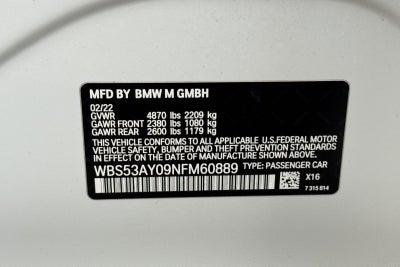 MFD BY BMW M GMBH
02/22
GVWR 4870 lbs 2209 kg
GAWR FRONT 2380 lbs 1080 kg
GAWR REAR 2600 lbs 1179 kg
THIS VEHICLE CONFORMS TO ALL APPLICABLE U.S.FEDERAL MOTOR
VEHICLE SAFETY, BUMPER AND THEFT PREVENTION STANDARDS
IN EFFECT ON THE DATE OF MANUFACTURE SHOWN ABOVE.
WBS53AY09NFM60889 TYPE: PASSENGER CAR
X16
7 315 814